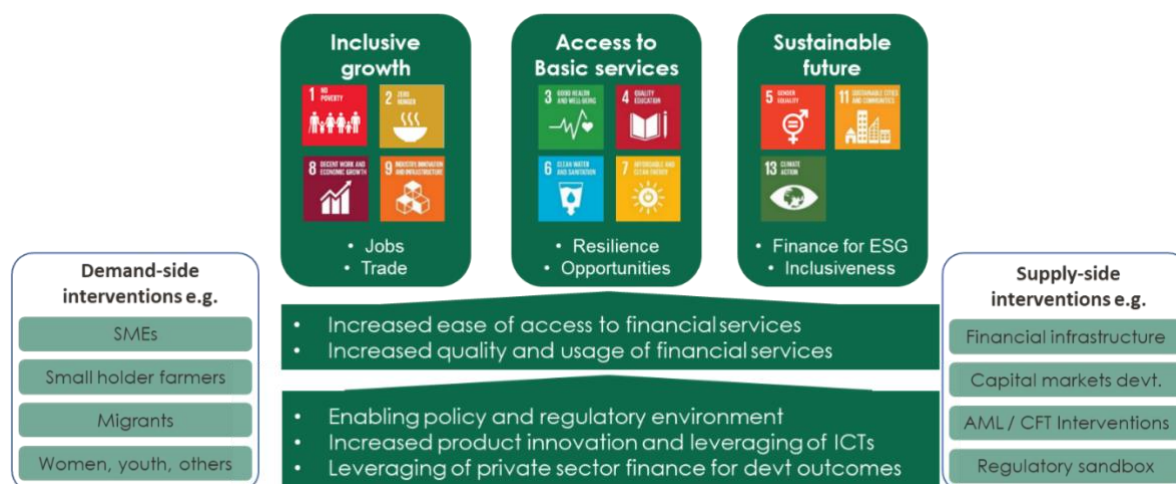 Inclusive
growth
1 NO
POVERTY
2 ZERO
HUNGER
8 DECENT WORK AND
ECONOMIC GROWTH
9 INDUSTRY, INNOVATION
AND INFRASTRUCTURE
• Jobs
• Trade
Access to
Basic services
3 GOOD HEALTH
AND WELL-BEING
4 QUALITY
EDUCATION
6 CLEAN WATER
AND SANITATION
7 AFFORDABLE AND
CLEAN ENERGY
• Resilience
• Opportunities
Sustainable
future
5 GENDER
EQUALITY
11 SUSTAINABLE CITIES
AND COMMUNITIES
13 CLIMATE
ACTION
• Finance for ESG
• Inclusiveness
Demand-side
interventions e.g.
SMEs
Small holder farmers
Migrants
Women, youth, others
• Increased ease of access to financial services
• Increased quality and usage of financial services
• Enabling policy and regulatory environment
• Increased product innovation and leveraging of ICTs
• Leveraging of private sector finance for devt outcomes
Supply-side
interventions e.g.
Financial infrastructure
Capital markets devt.
AML / CFT Interventions
Regulatory sandbox